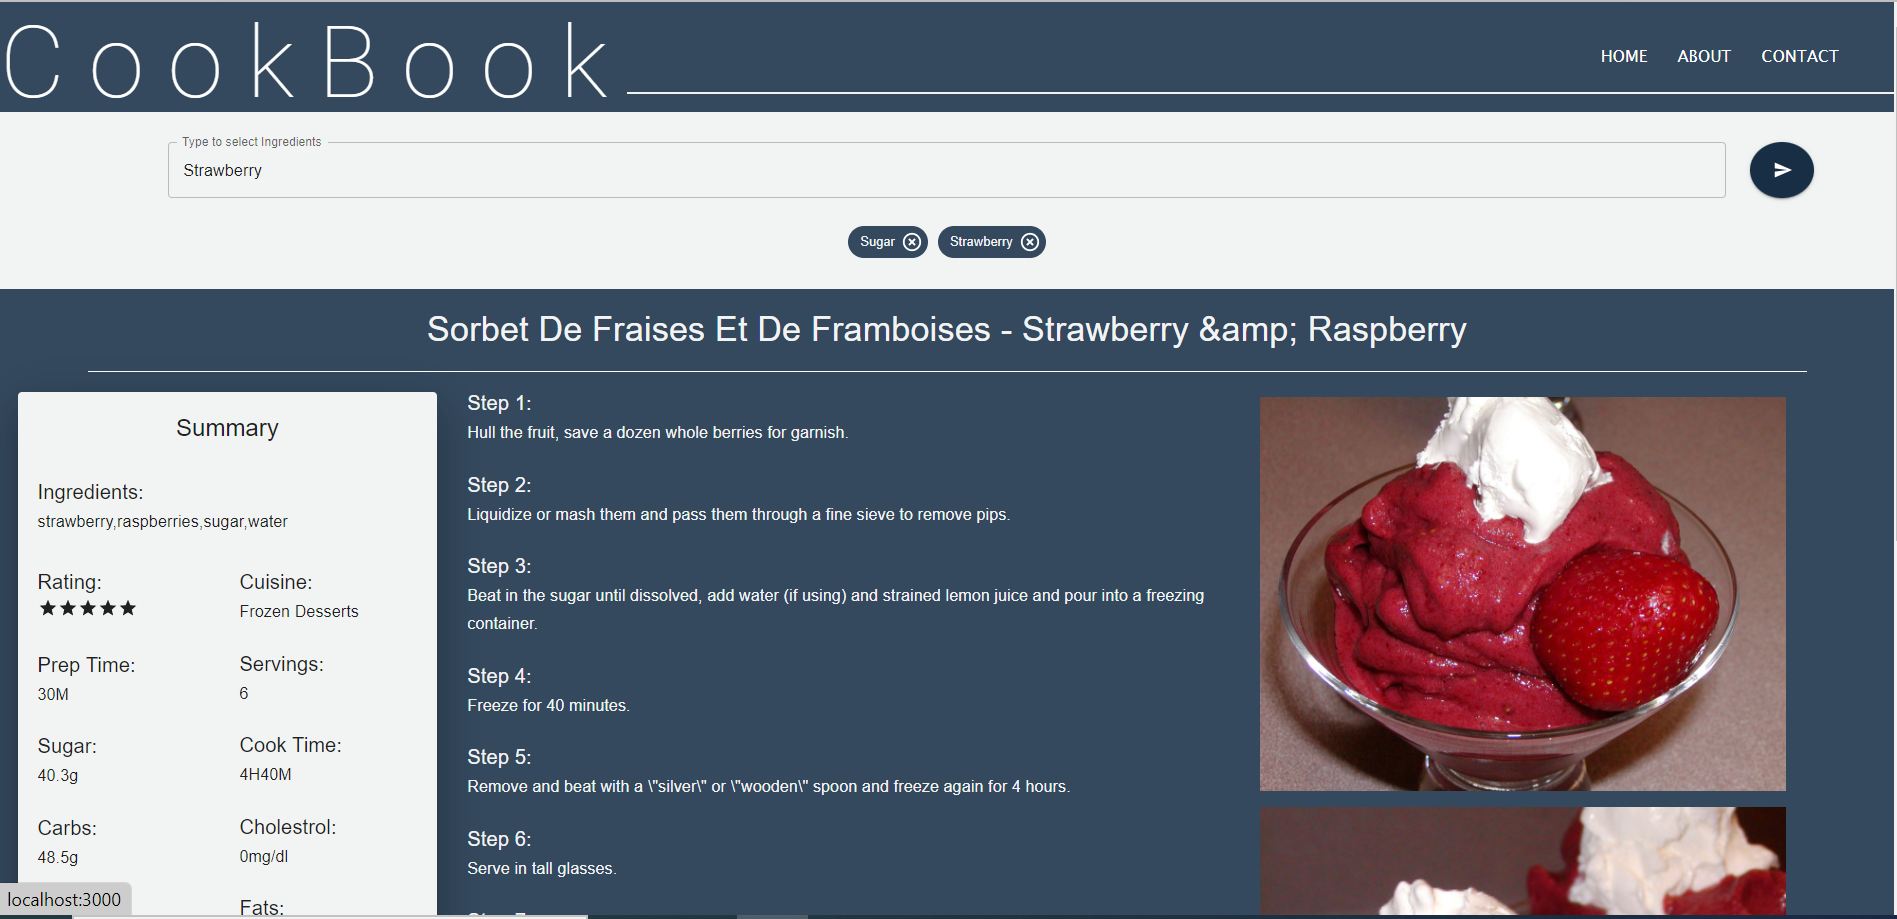 CookBook
HOME ABOUT CONTACT
Type to select Ingredients
Strawberry
Sugar
Strawberry
Sorbet De Fraises Et De Framboises - Strawberry &amp; Raspberry
Summary
Ingredients:
strawberry,raspberries,sugar,water
Rating:
Cuisine:
Frozen Desserts
Prep Time:
30M
Servings:
6
Sugar:
40.3g
Cook Time:
4H40M
Carbs:
48.5g
Cholestrol:
0mg/dl
Fats:
Step 1:
Hull the fruit, save a dozen whole berries for garnish.
Step 2:
Liquidize or mash them and pass them through a fine sieve to remove pips.
Step 3:
Beat in the sugar until dissolved, add water (if using) and strained lemon juice and pour into a freezing
container.
Step 4:
Freeze for 40 minutes.
Step 5:
Remove and beat with a \"silver\" or \"wooden\" spoon and freeze again for 4 hours.
Step 6:
Serve in tall glasses.
localhost:3000